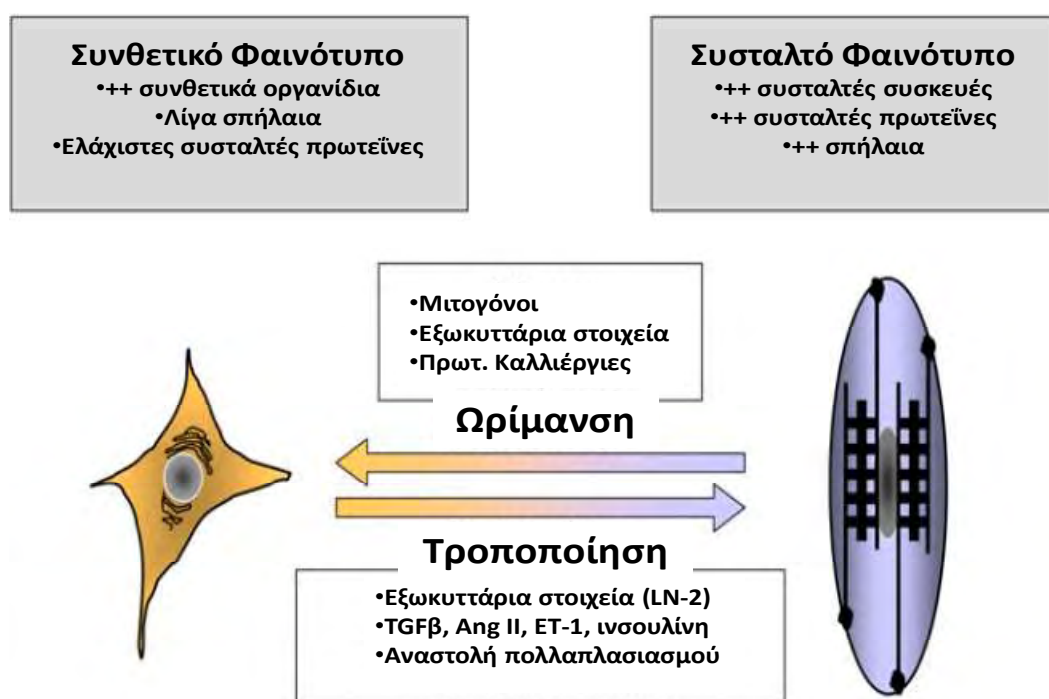 Συνθετικό Φαινότυπο
•++ συνθετικά οργανίδια
•Λίγα σπήλαια
•Ελάχιστες συσταλτές πρωτεΐνες
Συσταλτό Φαινότυπο
•++ συσταλτές συσκευές
•++ συσταλτές πρωτεΐνες
•++ σπήλαια
•Μιτογόνοι
•Εξωκυττάρια στοιχεία
•Πρωτ. Καλλιέργιες
Ωρίμανση
Τροποποίηση
•Εξωκυττάρια στοιχεία (LN-2)
•TGFβ, Ang II, ET-1, ινσουλίνη
•Αναστολή πολλαπλασιασμού